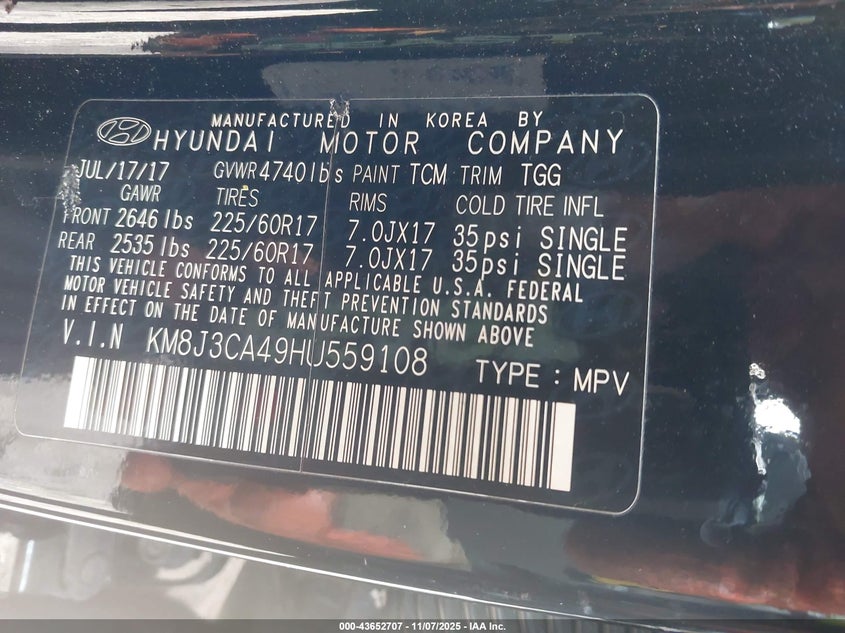 MANUFACTURED IN KOREA BY
HYUNDAI MOTOR COMPANY
JUL/17/17 GVWR 4740lbs PAINT TCM TRIM TGG
GAWR TIRES RIMS COLD TIRE INFL
FRONT 2646 lbs 225/60R17 7.0JX17 35psi SINGLE
REAR 2535 lbs 225/60R17 7.0JX17 35psi SINGLE
THIS VEHICLE CONFORMS TO ALL APPLICABLE U.S.A. FEDERAL
MOTOR VEHICLE SAFETY AND THEFT PREVENTION STANDARDS
IN EFFECT ON THE DATE OF MANUFACTURE SHOWN ABOVE
V.I.N KM8J3CA49HU559108 TYPE : MPV
000-43652707 - 11/07/2025 - IAA Inc.